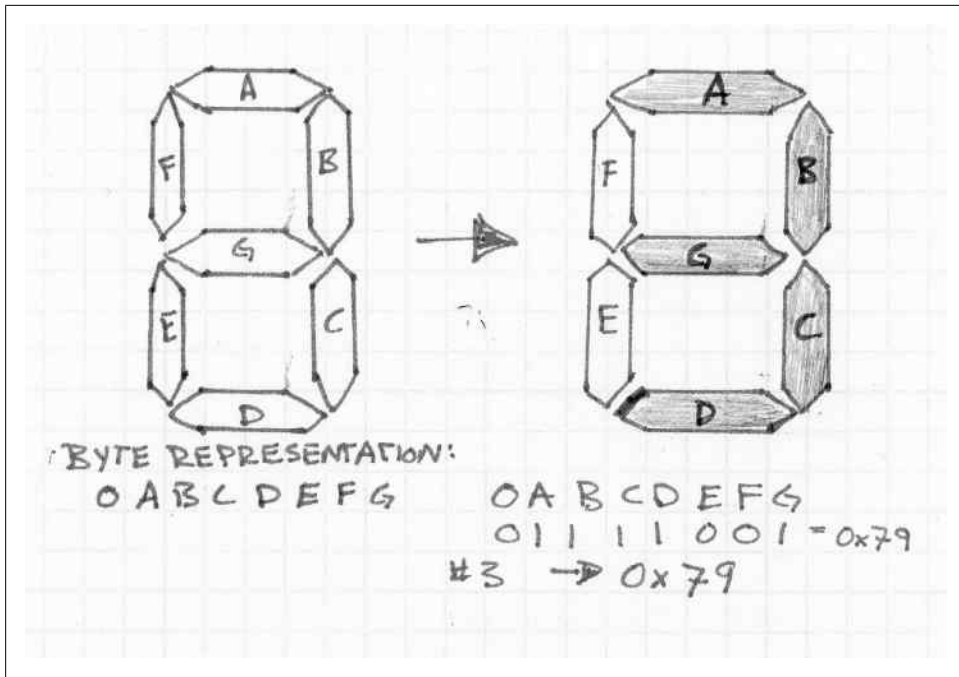 A
F B
G
E C
D
A
F B
G
E C
D
BYTE REPRESENTATION:
0 A B C D E F G
0 A B C D E F G
0 1 1 1 1 0 0 1 = 0x79
#3 → 0x79